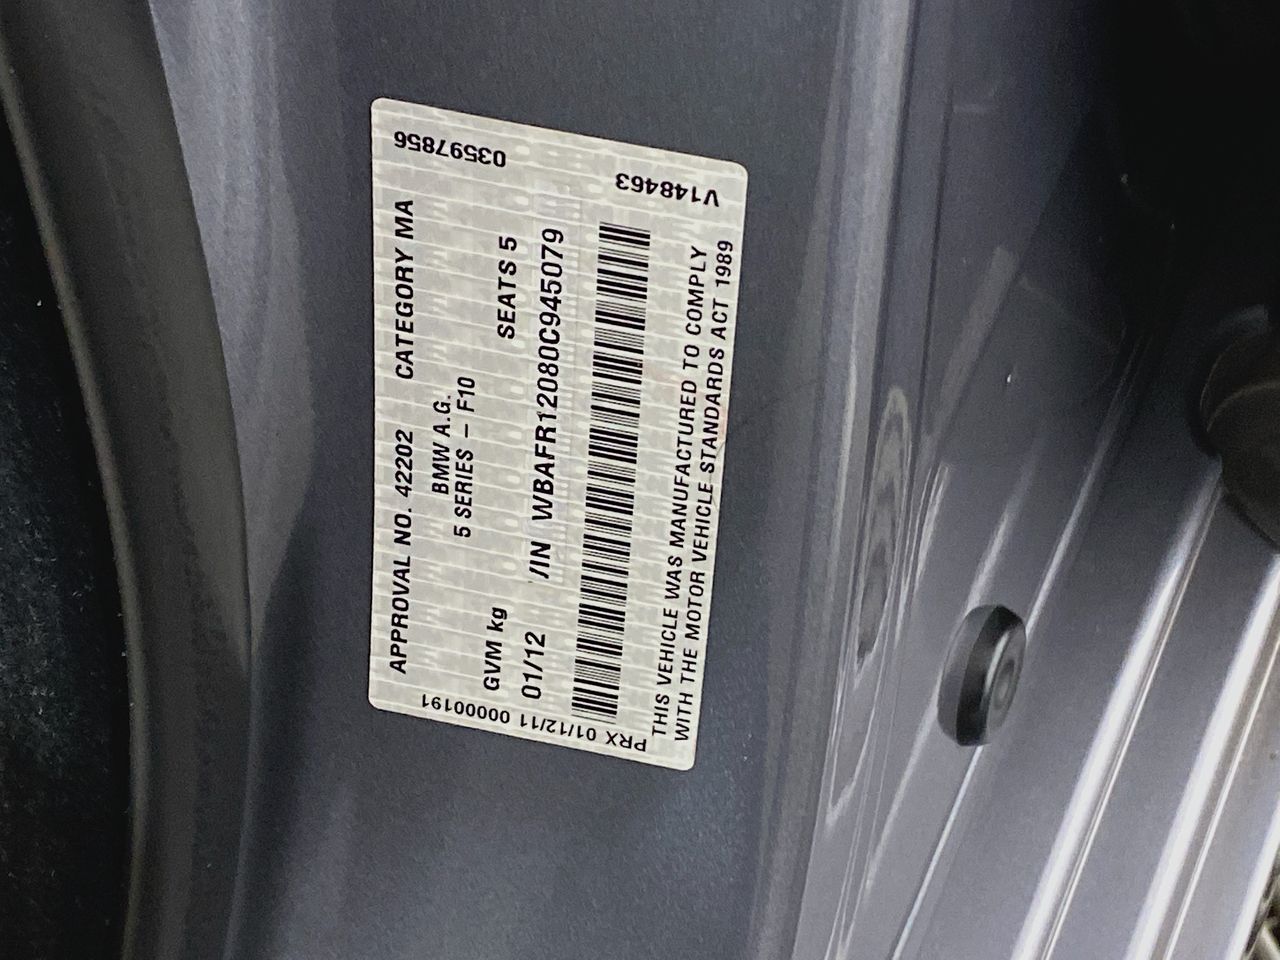 03597856
V148463
APPROVAL NO. 42202 CATEGORY MA
BMW A.G.
5 SERIES – F10
GVM kg SEATS 5
01/12 VIN WBAFR12080C945079
THIS VEHICLE WAS MANUFACTURED TO COMPLY
WITH THE MOTOR VEHICLE STANDARDS ACT 1989
PRX 01/12/11 00000191